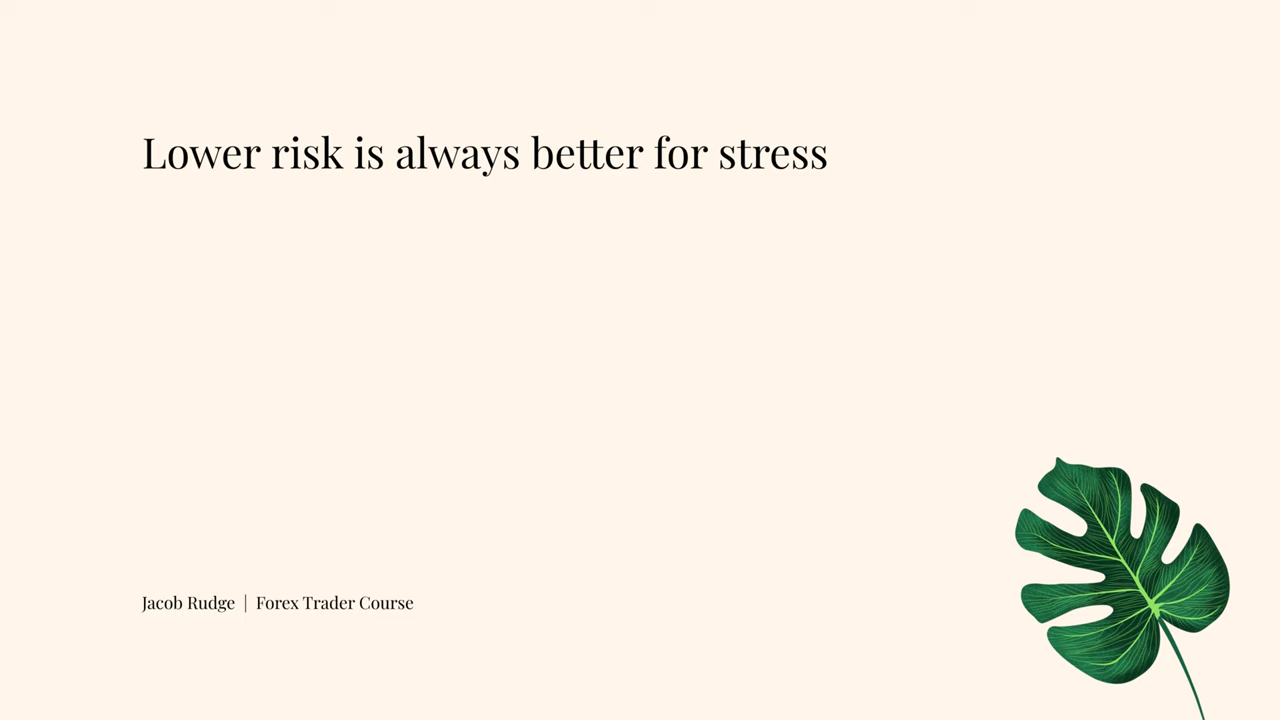 Lower risk is always better for stress
Jacob Rudge | Forex Trader Course